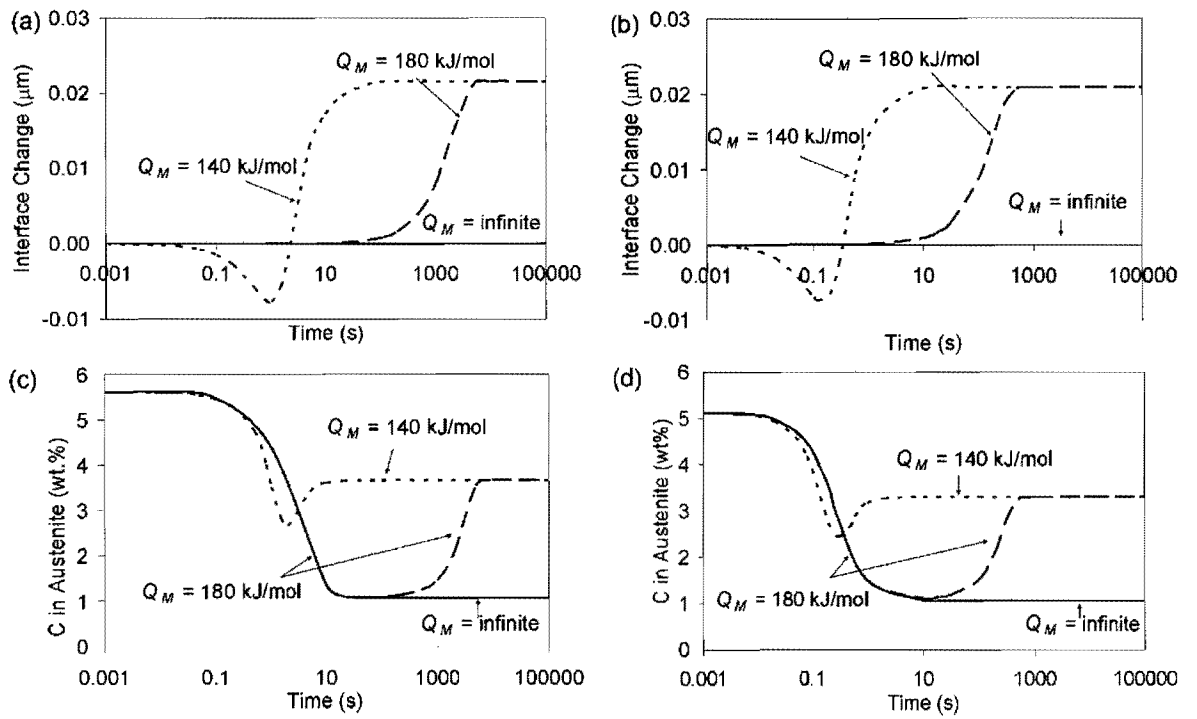 (a)
0.03
0.02
0.01
0.00
-0.01
Interface Change (μm)
Q_M = 180 kJ/mol
Q_M = 140 kJ/mol
Q_M = infinite
0.001 0.1 10 1000 100000
Time (s)
(b)
0.03
0.02
0.01
0.00
-0.01
Interface Change (μm)
Q_M = 180 kJ/mol
Q_M = 140 kJ/mol
Q_M = infinite
0.001 0.1 10 1000 100000
Time (s)
(c)
6
5
4
3
2
1
0
C in Austenite (wt.%)
Q_M = 140 kJ/mol
Q_M = 180 kJ/mol
Q_M = infinite
0.001 0.1 10 1000 100000
Time (s)
(d)
6
5
4
3
2
1
0
C in Austenite (wt%)
Q_M = 140 kJ/mol
Q_M = 180 kJ/mol
Q_M = infinite
0.001 0.1 10 1000 100000
Time (s)